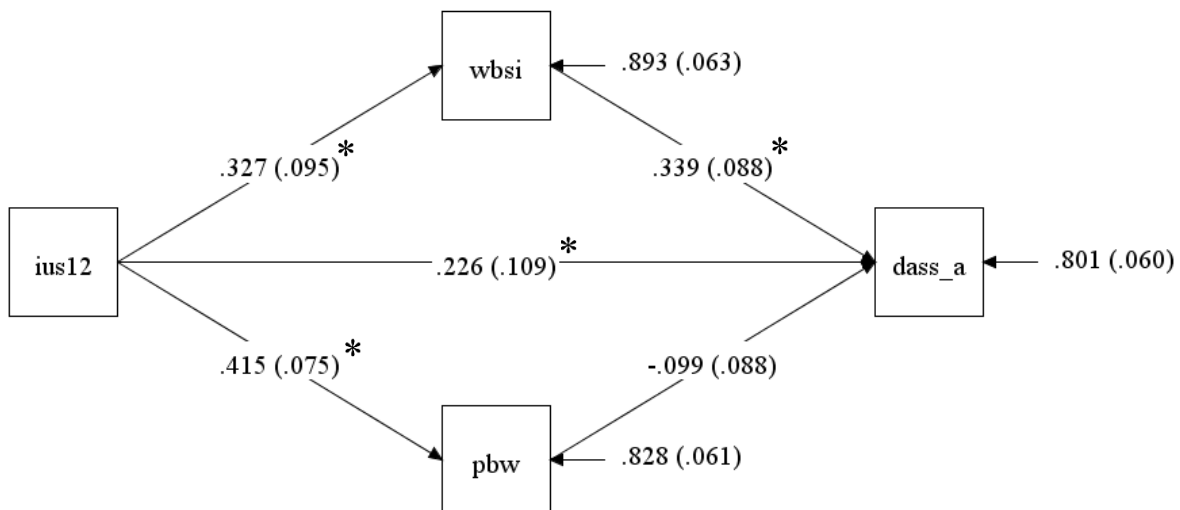 wbsi
.893 (.063)
.327 (.095)*
.339 (.088)*
ius12
.226 (.109)*
dass_a
.801 (.060)
.415 (.075)*
-.099 (.088)
pbw
.828 (.061)